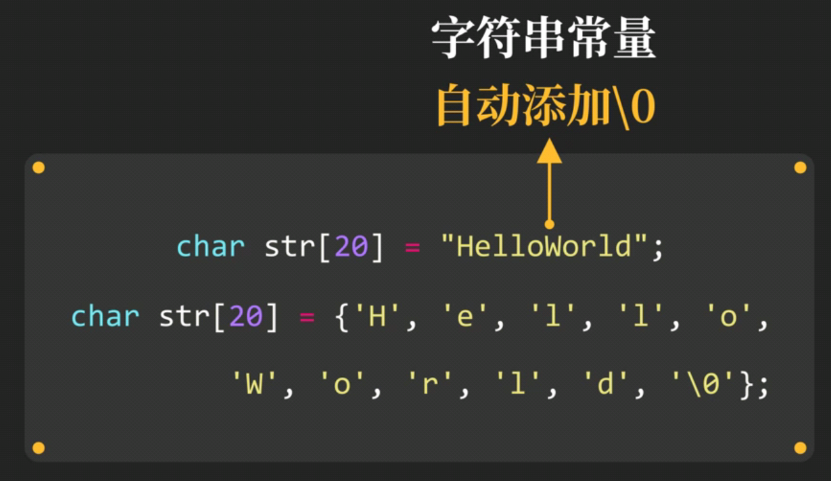 字符串常量
自动添加\0
char str[20] = "HelloWorld";
char str[20] = {'H', 'e', 'l', 'l', 'o',
'W', 'o', 'r', 'l', 'd', '\0'};